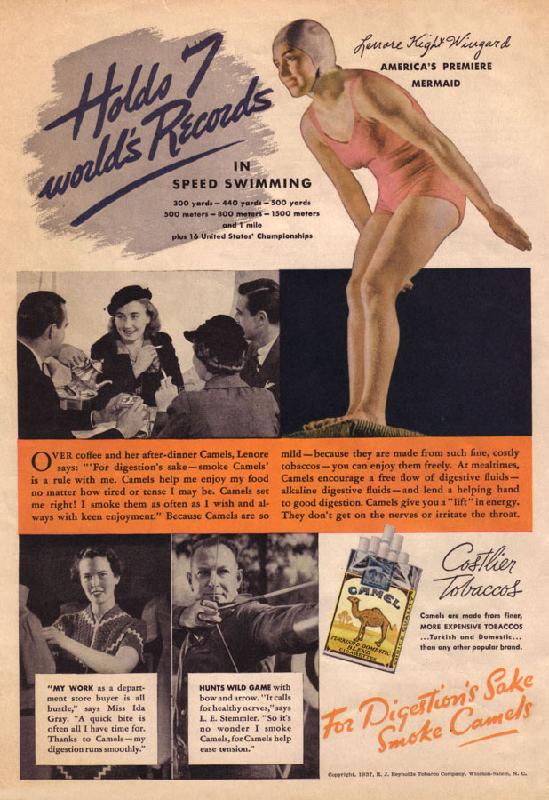 Holds 7
world's Records
IN
SPEED SWIMMING
300 yards — 440 yards — 500 yards
500 meters — 800 meters — 1500 meters
and 1 mile
plus 16 United States' Championships
Lenore Kight Wingard
AMERICA'S PREMIERE
MERMAID
OVER coffee and her after-dinner Camels, Lenore
says: "'For digestion's sake—smoke Camels'
is a rule with me. Camels help me enjoy my food
no matter how tired or tense I may be. Camels set
me right! I smoke them as often as I wish and al-
ways with keen enjoyment." Because Camels are so
mild—because they are made from such fine, costly
tobaccos—you can enjoy them freely. At mealtimes,
Camels encourage a free flow of digestive fluids—
alkaline digestive fluids—and lend a helping hand
to good digestion. Camels give you a "lift" in energy.
They don't get on the nerves or irritate the throat.
"MY WORK as a depart-
ment store buyer is all
bustle," says Miss Ida
Gray. "A quick bite is
often all I have time for.
Thanks to Camels—my
digestion runs smoothly."
HUNTS WILD GAME with
bow and arrow. "It calls
for healthy nerves," says
L. E. Stemmler. "So it's
no wonder I smoke
Camels, for Camels help
ease tension."
CAMEL
TURKISH & DOMESTIC
BLEND
CIGARETTES
Costlier
Tobaccos
Camels are made from finer,
MORE EXPENSIVE TOBACCOS
...Turkish and Domestic...
than any other popular brand.
For Digestion's Sake
Smoke Camels
Copyright, 1937, R. J. Reynolds Tobacco Company, Winston-Salem, N. C.